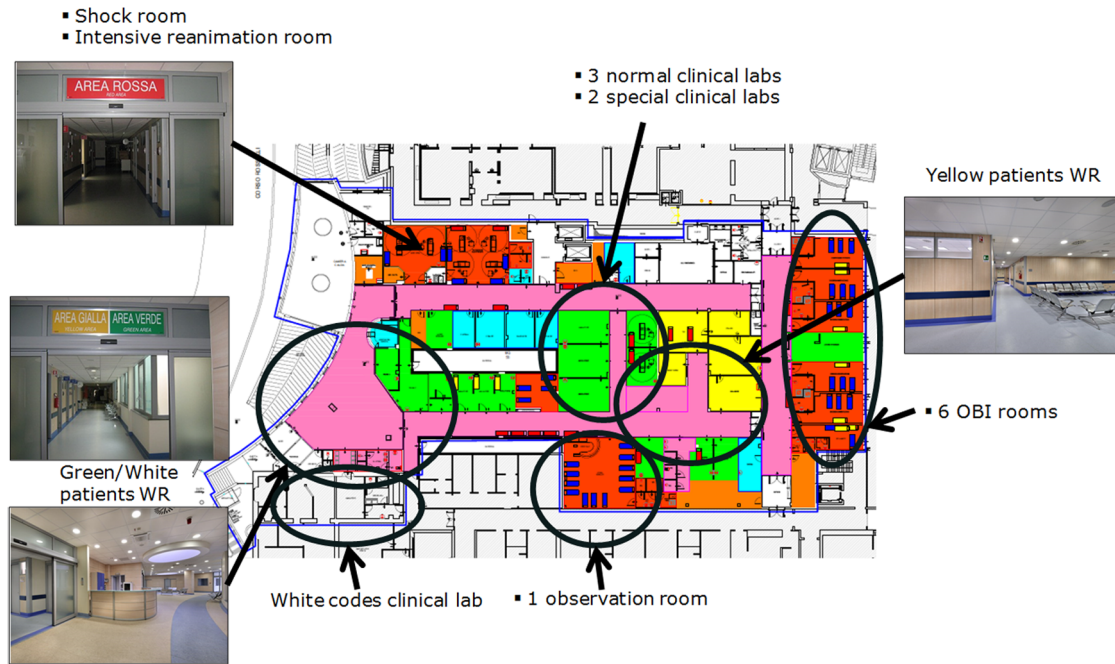 ▪ Shock room
▪ Intensive reanimation room
AREA ROSSA
RED AREA
▪ 3 normal clinical labs
▪ 2 special clinical labs
Yellow patients WR
AREA GIALLA
YELLOW AREA
AREA VERDE
GREEN AREA
▪ 6 OBI rooms
Green/White
patients WR
White codes clinical lab
▪ 1 observation room